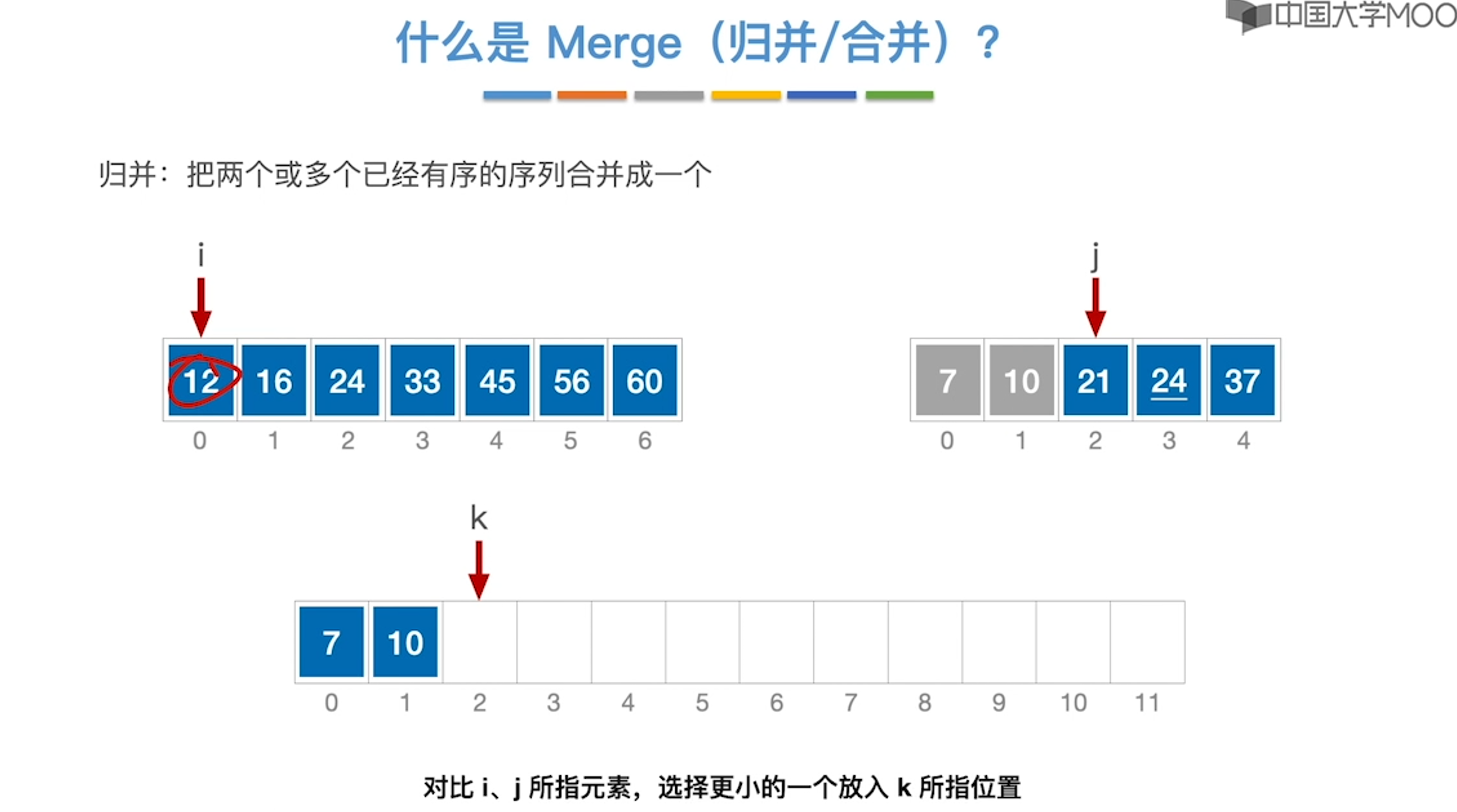 中国大学MOO
什么是 Merge（归并/合并）？
归并：把两个或多个已经有序的序列合并成一个
i
j
12 16 24 33 45 56 60
7 10 21 24 37
0 1 2 3 4 5 6
0 1 2 3 4
k
7 10
0 1 2 3 4 5 6 7 8 9 10 11
对比 i、j 所指元素，选择更小的一个放入 k 所指位置